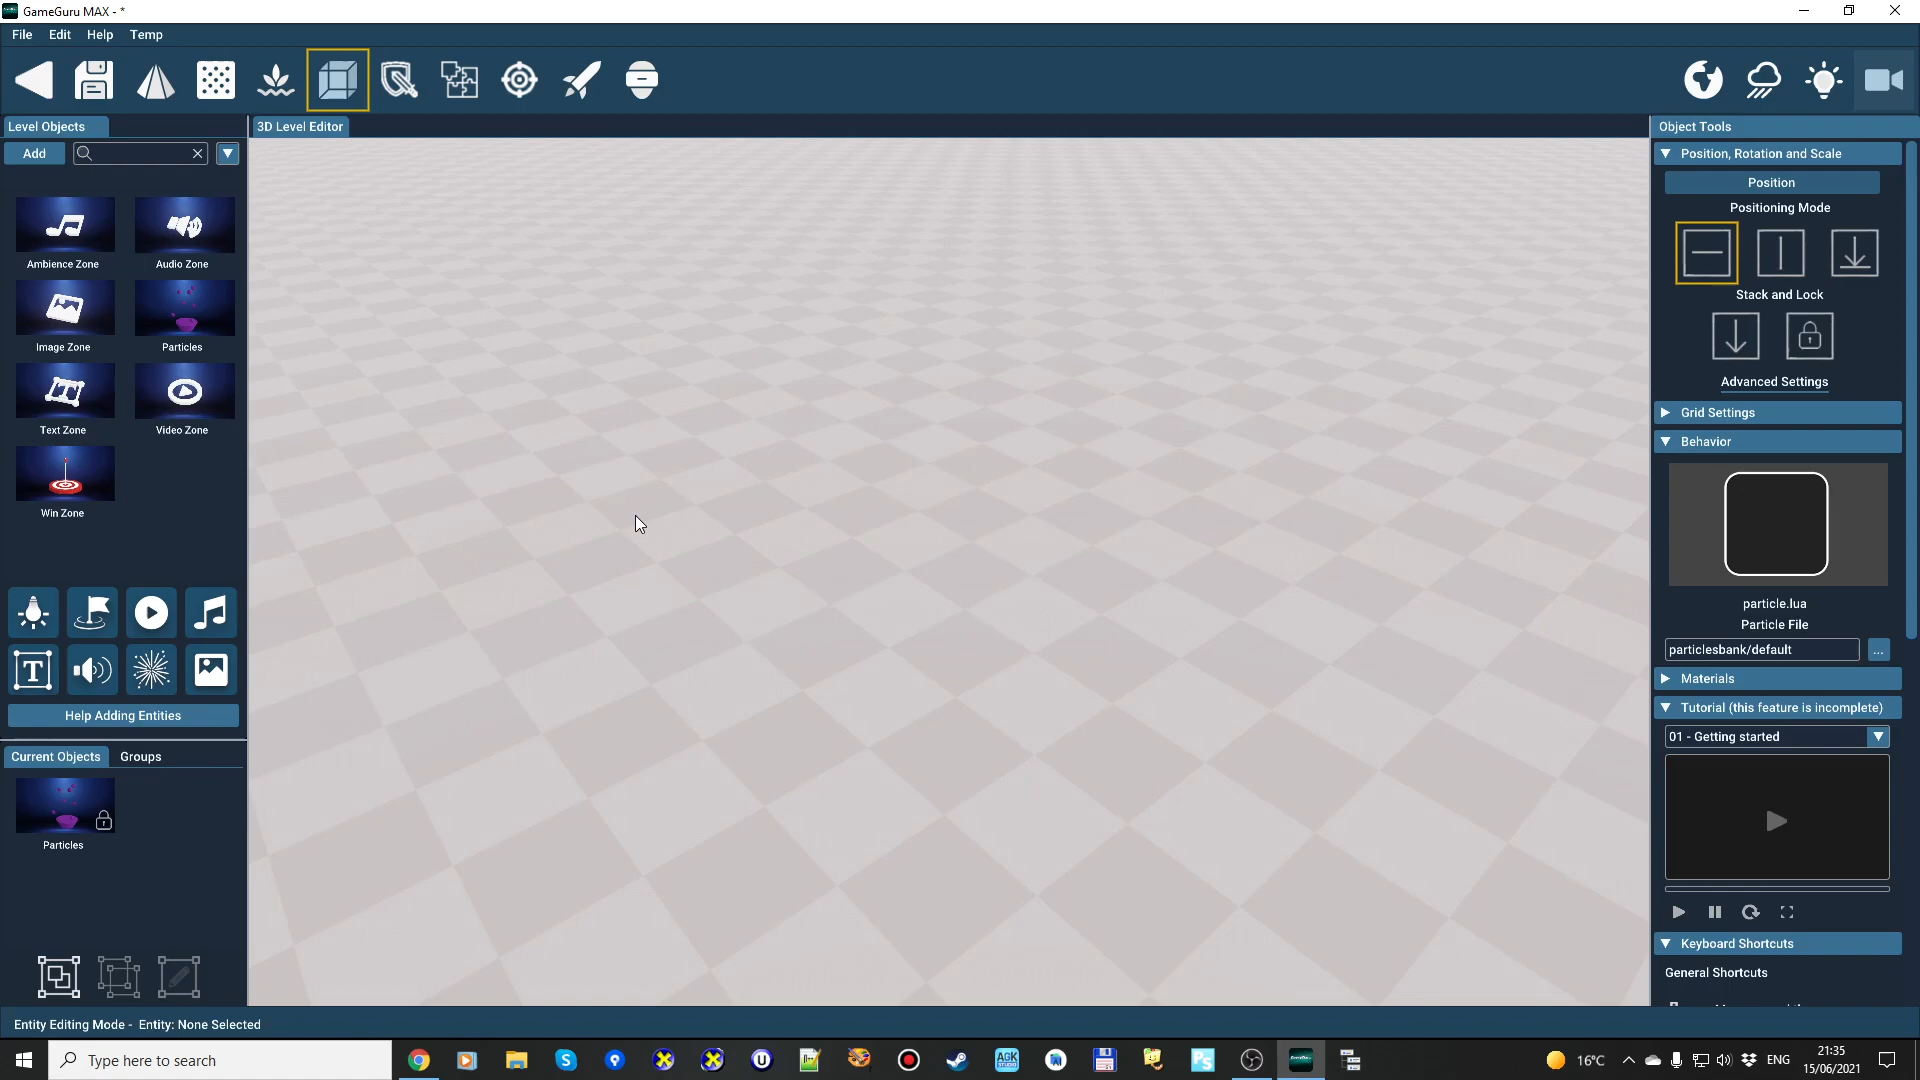 GameGuru MAX - *
File Edit Help Temp
Level Objects
3D Level Editor
Object Tools
Add
Position, Rotation and Scale
Position
Positioning Mode
Ambience Zone
Audio Zone
Stack and Lock
Image Zone
Particles
Advanced Settings
Grid Settings
Text Zone
Video Zone
Behavior
Win Zone
particle.lua
Particle File
particlesbank/default
...
T
Materials
Help Adding Entities
Tutorial (this feature is incomplete)
01 - Getting started
Current Objects Groups
Particles
Keyboard Shortcuts
General Shortcuts
Entity Editing Mode - Entity: None Selected
Type here to search
AGK
STUDIO
Ps
16°C
ENG
21:35
15/06/2021